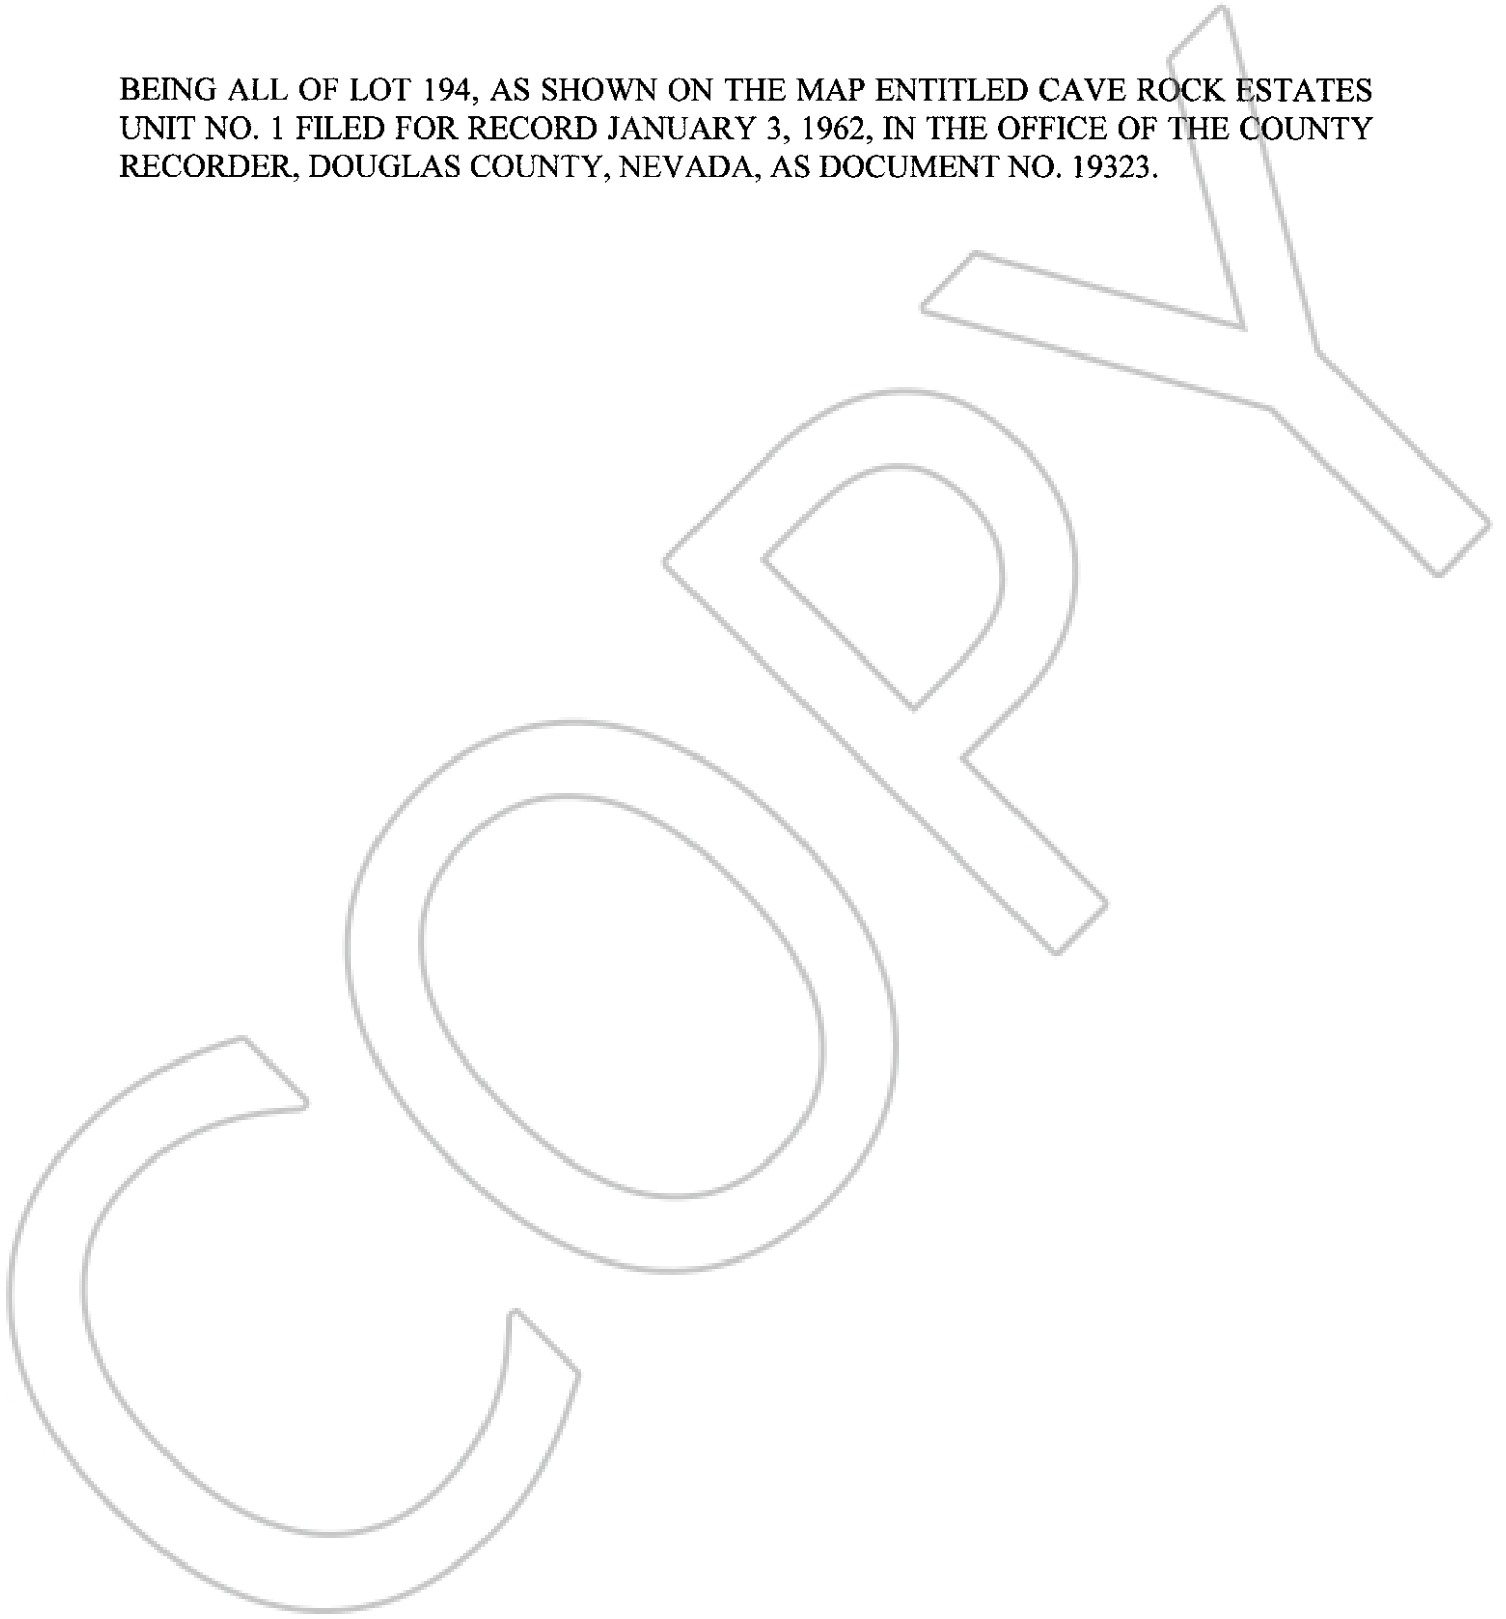 BEING ALL OF LOT 194, AS SHOWN ON THE MAP ENTITLED CAVE ROCK ESTATES
UNIT NO. 1 FILED FOR RECORD JANUARY 3, 1962, IN THE OFFICE OF THE COUNTY
RECORDER, DOUGLAS COUNTY, NEVADA, AS DOCUMENT NO. 19323.
COPY